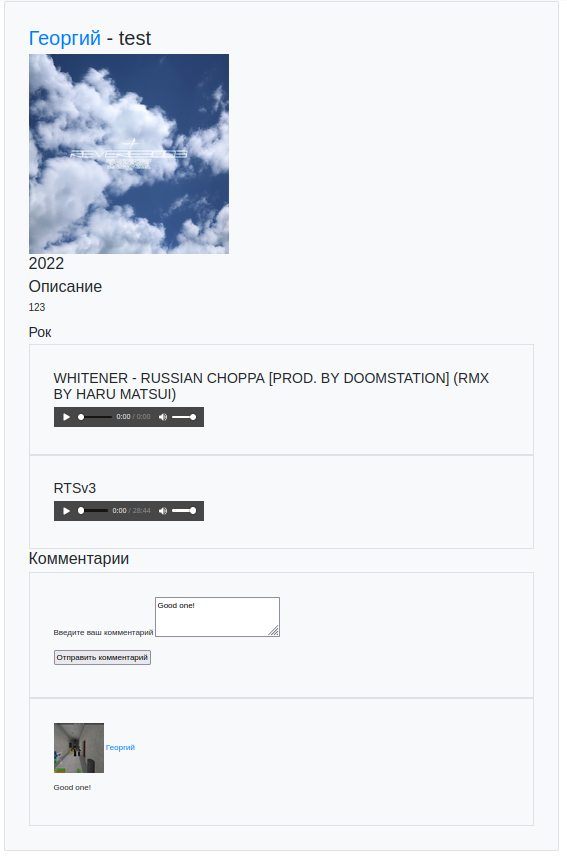 Георгий - test
2022
Описание
123
Рок
WHITENER - RUSSIAN CHOPPA [PROD. BY DOOMSTATION] (RMX
BY HARU MATSUI)
0:00 / 0:00
RTSv3
0:00 / 28:44
Комментарии
Good one!
Введите ваш комментарий
Отправить комментарий
Георгий
Good one!